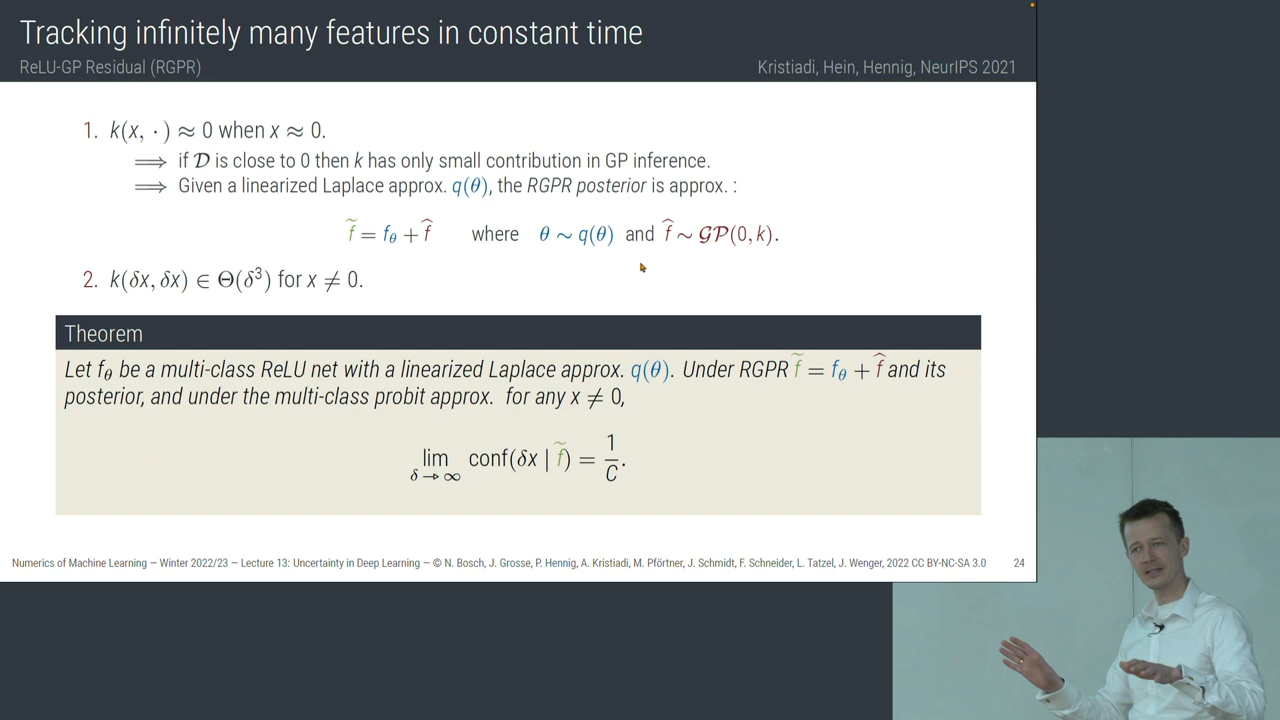 Tracking infinitely many features in constant time
ReLU-GP Residual (RGPR)
Kristiadi, Hein, Hennig, NeurIPS 2021
1. k(x, ·) ≈ 0 when x ≈ 0.
⟹ if 𝒟 is close to 0 then k has only small contribution in GP inference.
⟹ Given a linearized Laplace approx. q(θ), the RGPR posterior is approx. :
f̃ = f_θ + f̂ where θ ∼ q(θ) and f̂ ∼ 𝒢𝒫(0, k).
2. k(δx, δx) ∈ Θ(δ³) for x ≠ 0.
Theorem
Let f_θ be a multi-class ReLU net with a linearized Laplace approx. q(θ). Under RGPR f̃ = f_θ + f̂ and its
posterior, and under the multi-class probit approx. for any x ≠ 0,
lim_{δ→∞} conf(δx | f̃) = 1/C.
Numerics of Machine Learning — Winter 2022/23 — Lecture 13: Uncertainty in Deep Learning — © N. Bosch, J. Grosse, P. Hennig, A. Kristiadi, M. Pförtner, J. Schmidt, F. Schneider, L. Tatzel, J. Wenger, 2022 CC BY-NC-SA 3.0 24